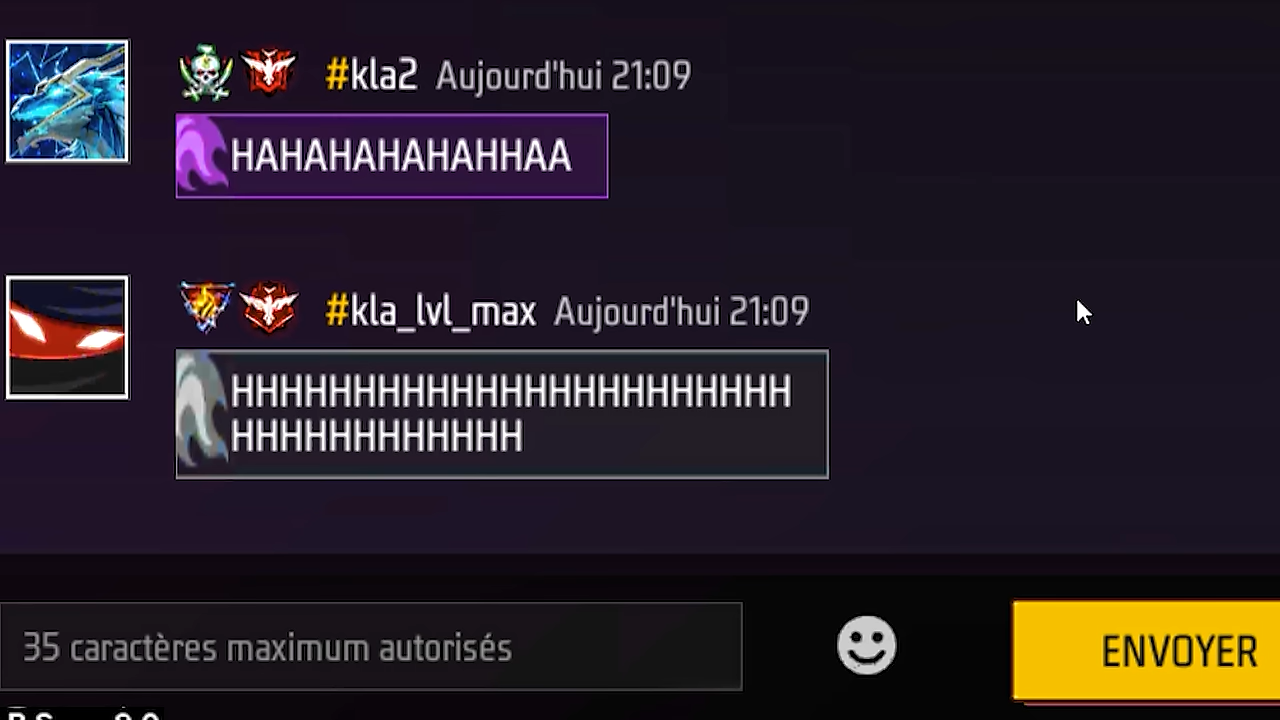 #kla2 Aujourd'hui 21:09
HAHAHAHAHAHHAA
#kla_lvl_max Aujourd'hui 21:09
HHHHHHHHHHHHHHHHHHHHHHH
HHHHHHHHHHHH
35 caractères maximum autorisés
ENVOYER